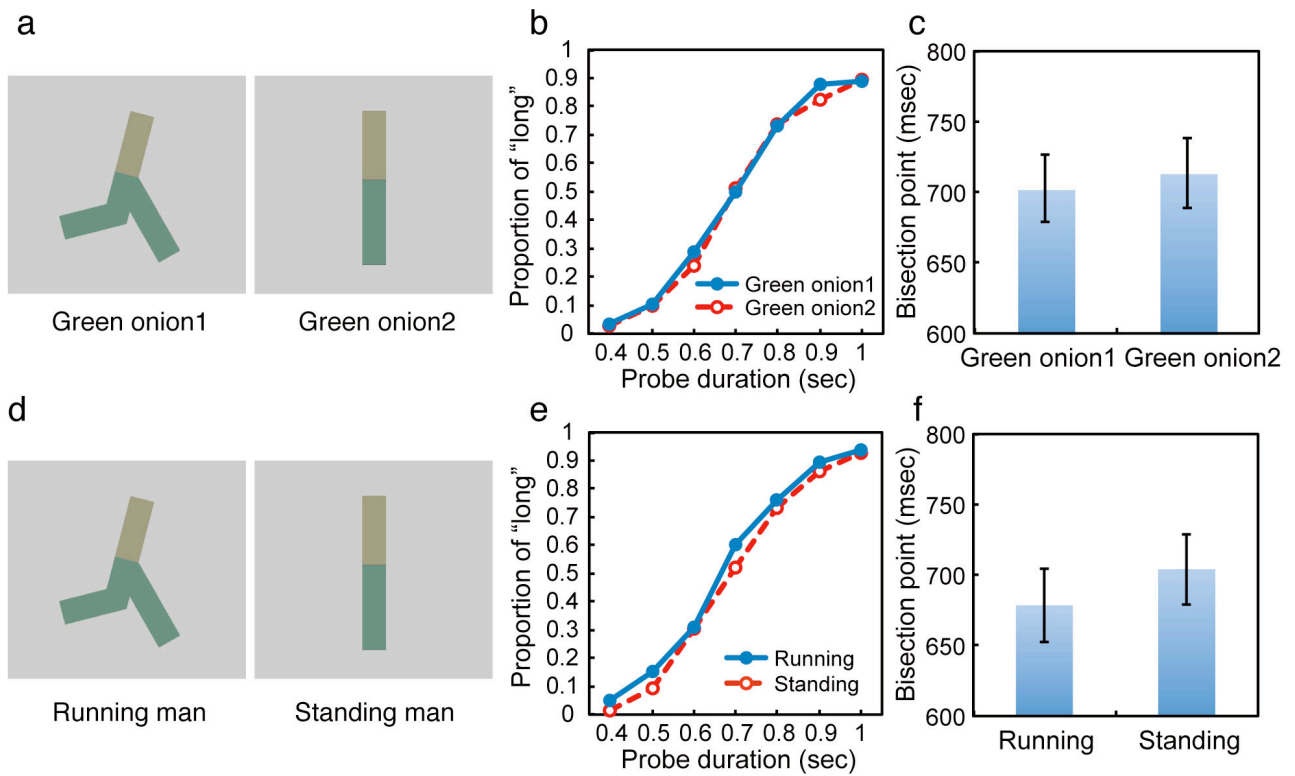 a
Green onion1
Green onion2
b
Proportion of “long”
1
0.9
0.8
0.7
0.6
0.5
0.4
0.3
0.2
0.1
0
Green onion1
Green onion2
0.4 0.5 0.6 0.7 0.8 0.9 1
Probe duration (sec)
c
Bisection point (msec)
800
750
700
650
600
Green onion1 Green onion2
d
Running man
Standing man
e
Proportion of “long”
1
0.9
0.8
0.7
0.6
0.5
0.4
0.3
0.2
0.1
0
Running
Standing
0.4 0.5 0.6 0.7 0.8 0.9 1
Probe duration (sec)
f
Bisection point (msec)
800
750
700
650
600
Running Standing